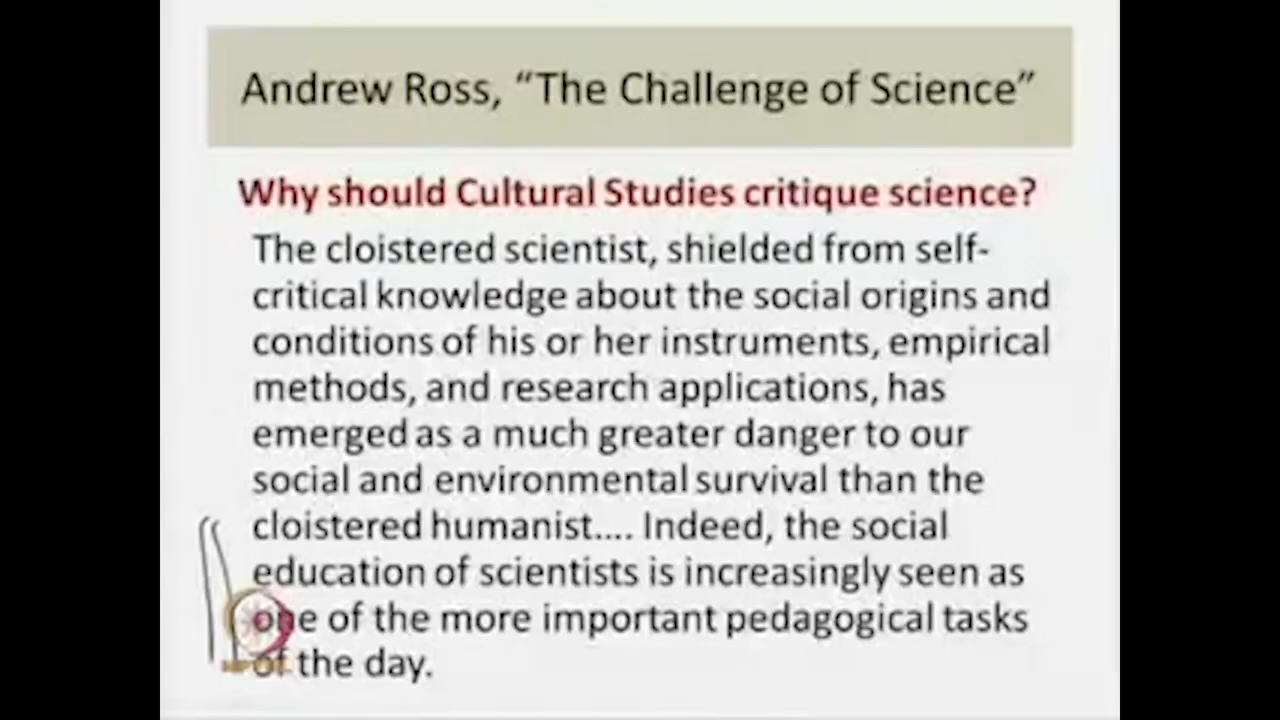 Andrew Ross, “The Challenge of Science”
Why should Cultural Studies critique science?
The cloistered scientist, shielded from self-
critical knowledge about the social origins and
conditions of his or her instruments, empirical
methods, and research applications, has
emerged as a much greater danger to our
social and environmental survival than the
cloistered humanist.... Indeed, the social
education of scientists is increasingly seen as
one of the more important pedagogical tasks
of the day.